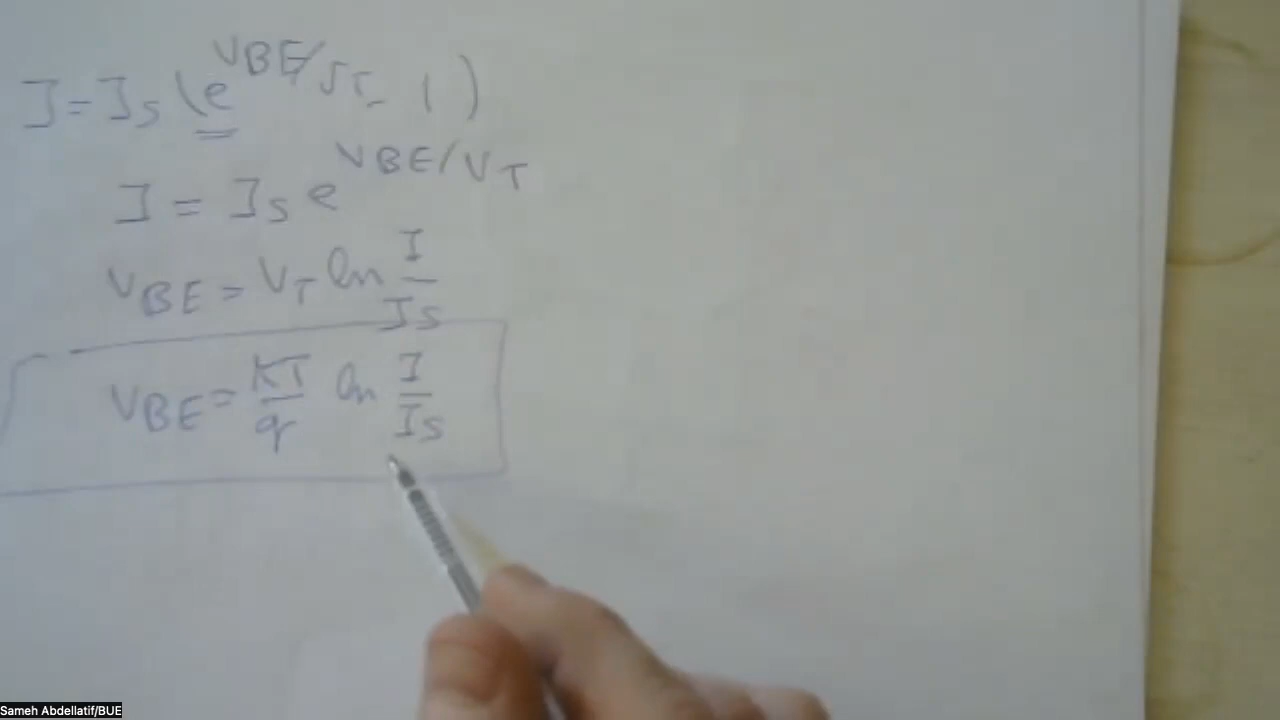 I = Is (e^VBE/VT - 1)
I = Is e^VBE/VT
VBE = VT ln I/Is
VBE = KT/q ln I/Is
Sameh Abdellatif/BUE